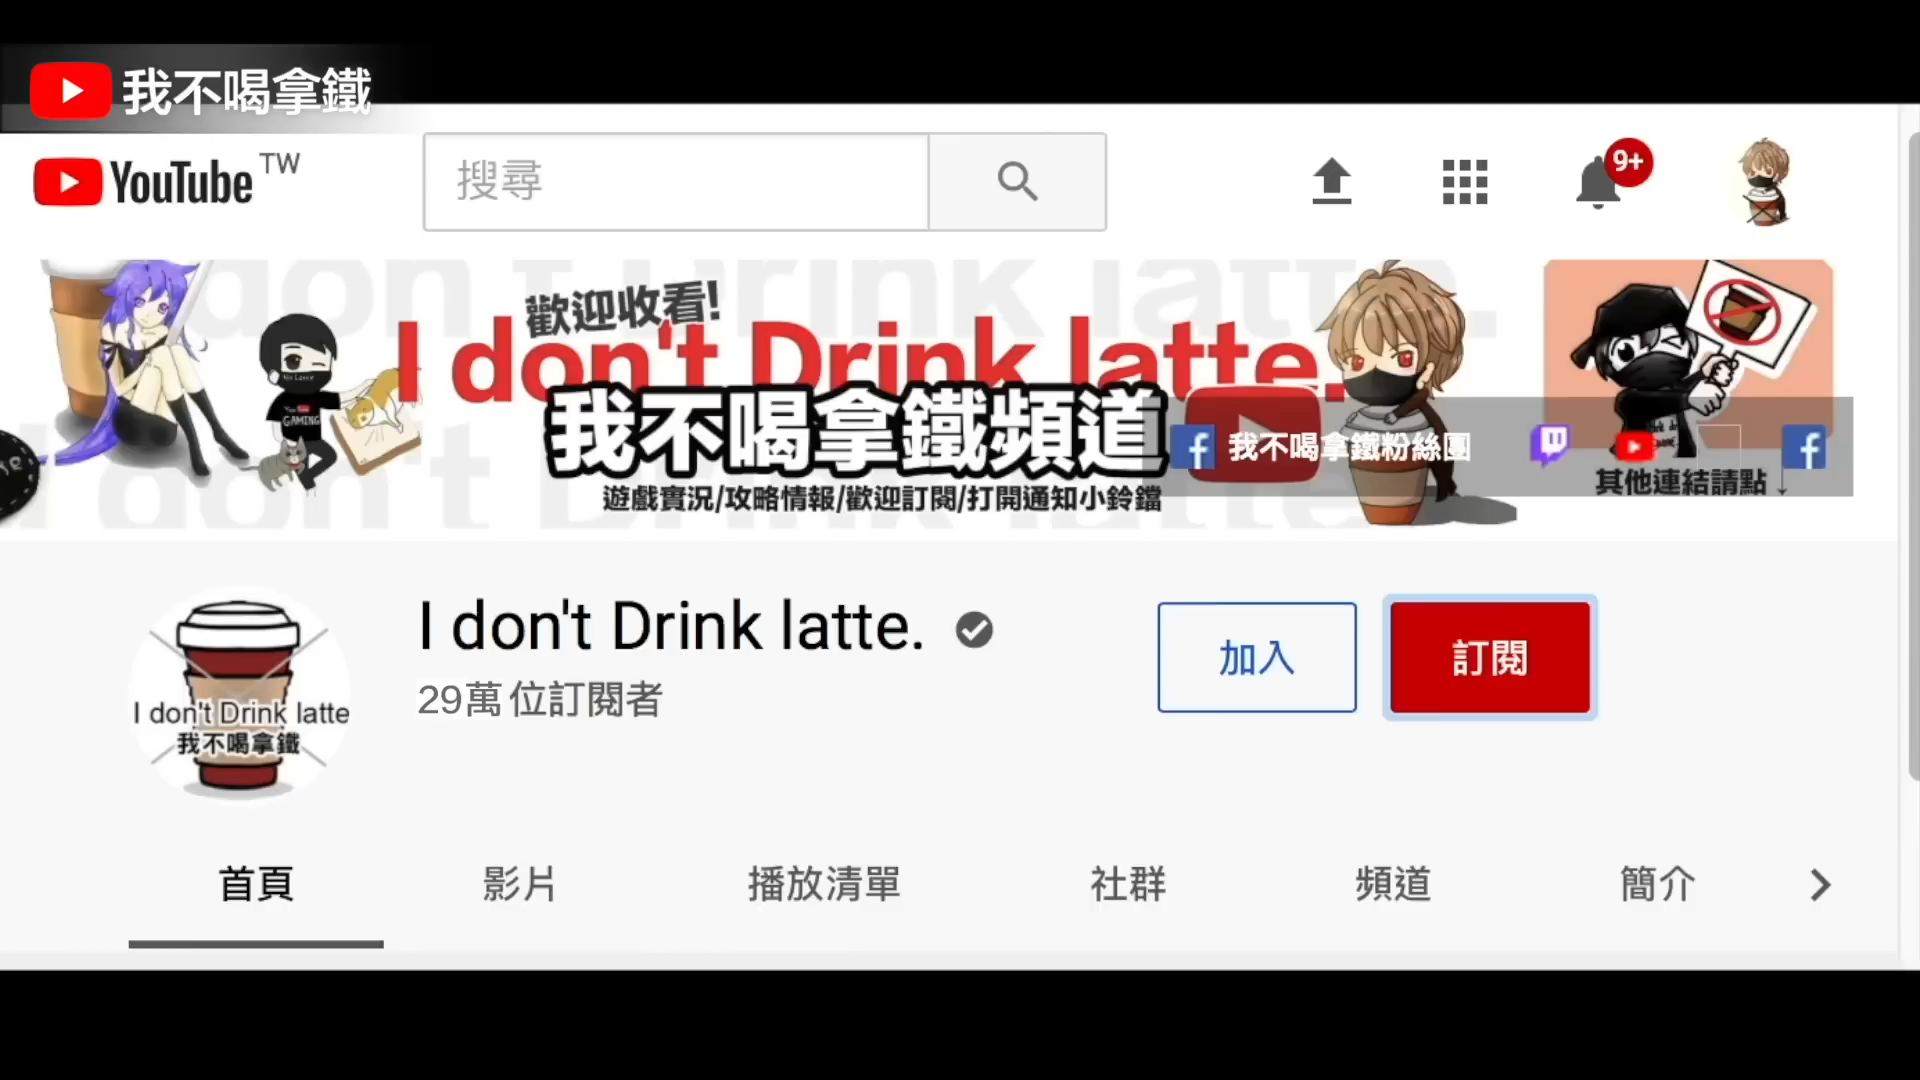 我不喝拿鐵
YouTube TW
搜尋
9+
歡迎收看!
I don't Drink latte.
我不喝拿鐵頻道
遊戲實況/攻略情報/歡迎訂閱/打開通知小鈴鐺
我不喝拿鐵粉絲團
其他連結請點↓
GAMING
I don't Drink latte.
29萬 位訂閱者
加入
訂閱
I don't Drink latte
我不喝拿鐵
首頁
影片
播放清單
社群
頻道
簡介